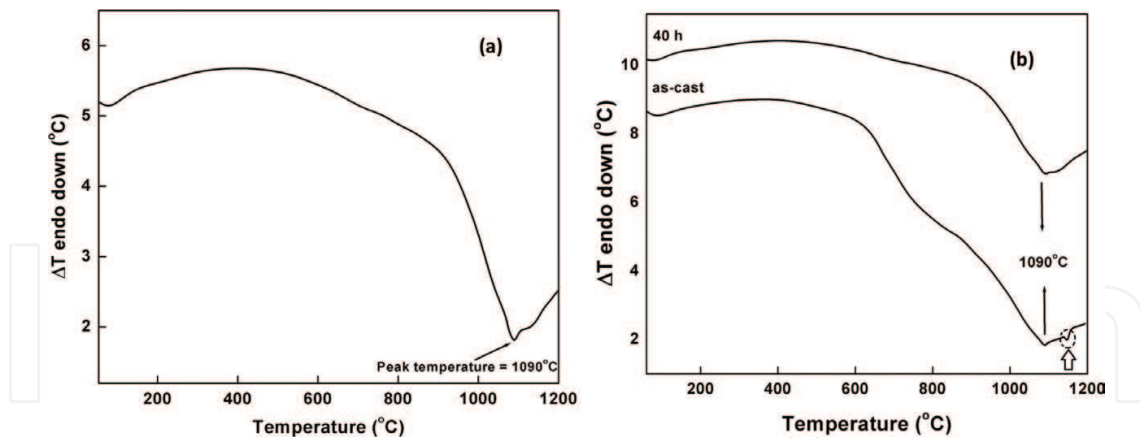 (a)
6
5
4
3
2
ΔT endo down (°C)
Peak temperature = 1090°C
200 400 600 800 1000 1200
Temperature (°C)
(b)
40 h
as-cast
10
8
6
4
2
ΔT endo down (°C)
1090°C
200 400 600 800 1000 1200
Temperature (°C)